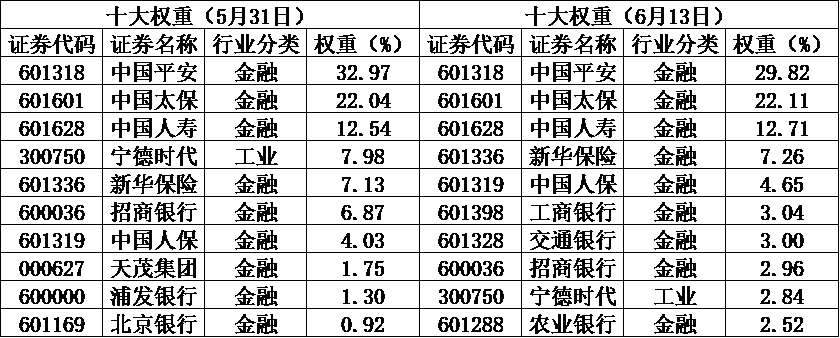 十大权重（5月31日） 十大权重（6月13日）
证券代码 证券名称 行业分类 权重（%） 证券代码 证券名称 行业分类 权重（%）
601318 中国平安 金融 32.97 601318 中国平安 金融 29.82
601601 中国太保 金融 22.04 601601 中国太保 金融 22.11
601628 中国人寿 金融 12.54 601628 中国人寿 金融 12.71
300750 宁德时代 工业 7.98 601336 新华保险 金融 7.26
601336 新华保险 金融 7.13 601319 中国人保 金融 4.65
600036 招商银行 金融 6.87 601398 工商银行 金融 3.04
601319 中国人保 金融 4.03 601328 交通银行 金融 3.00
000627 天茂集团 金融 1.75 600036 招商银行 金融 2.96
600000 浦发银行 金融 1.30 300750 宁德时代 工业 2.84
601169 北京银行 金融 0.92 601288 农业银行 金融 2.52